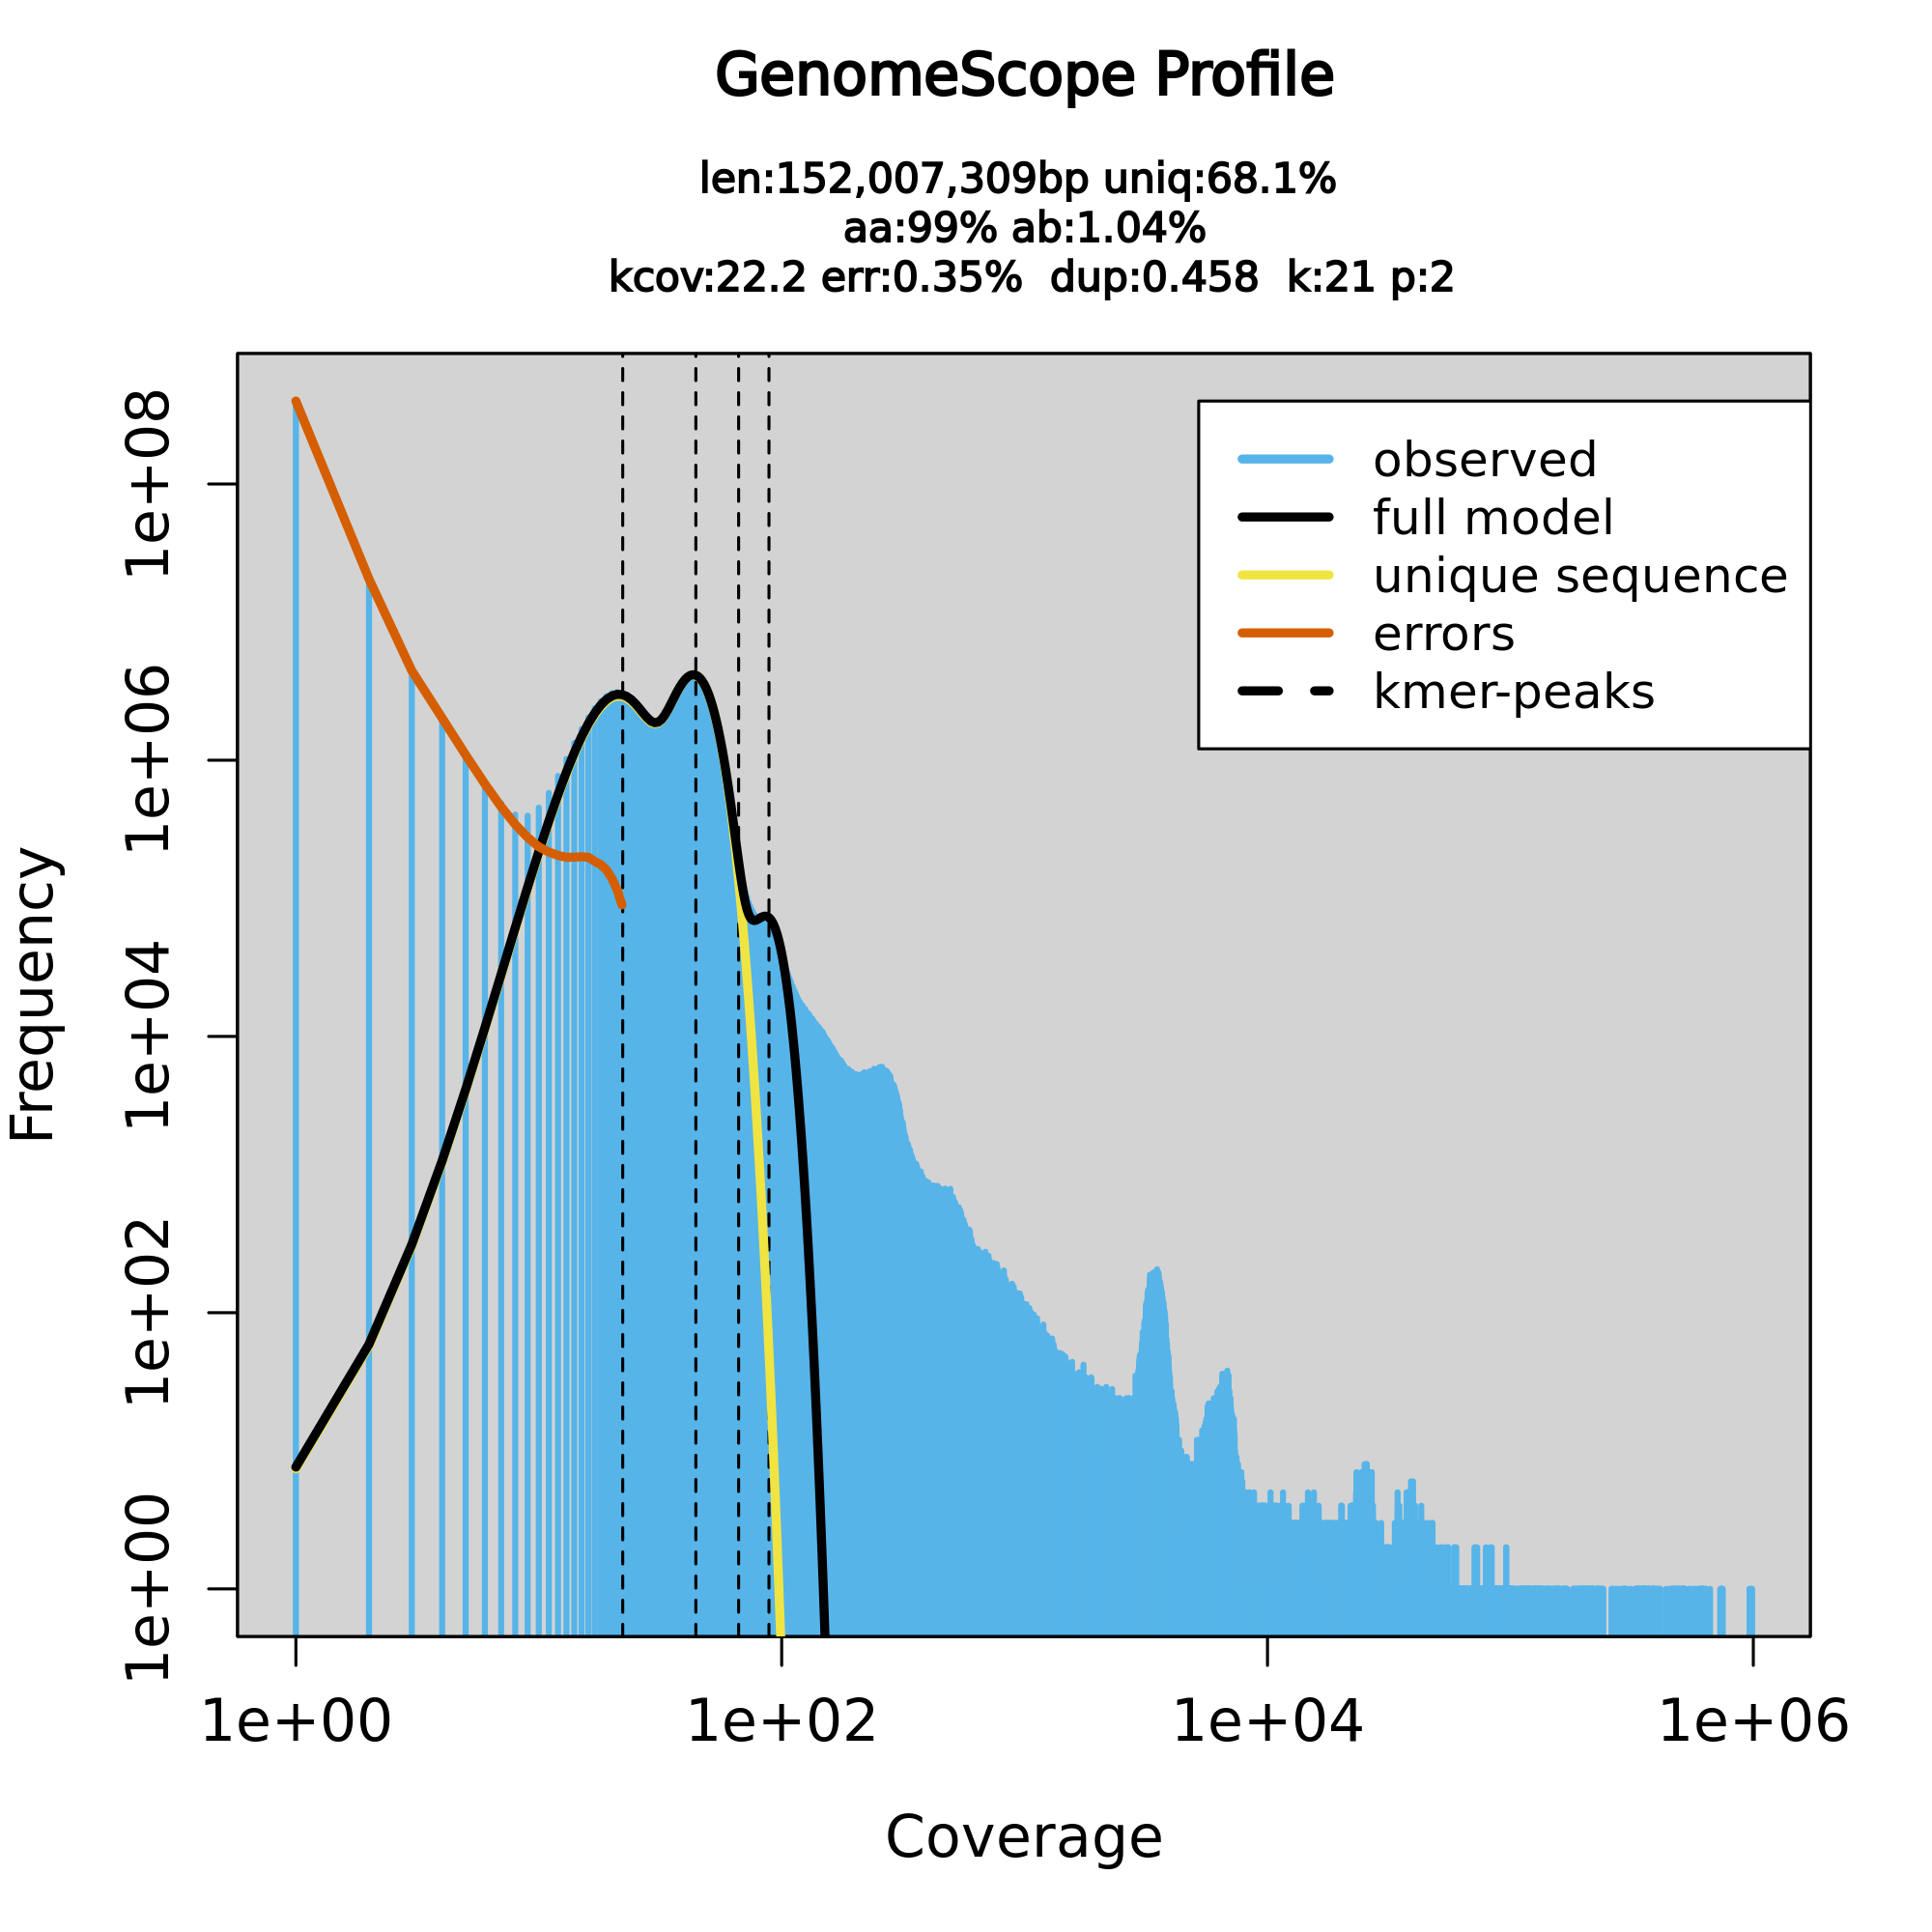 GenomeScope Profile
len:152,007,309bp uniq:68.1%
aa:99% ab:1.04%
kcov:22.2 err:0.35% dup:0.458 k:21 p:2
observed
full model
unique sequence
errors
kmer-peaks
Frequency
1e+08
1e+06
1e+04
1e+02
1e+00
1e+00 1e+02 1e+04 1e+06
Coverage